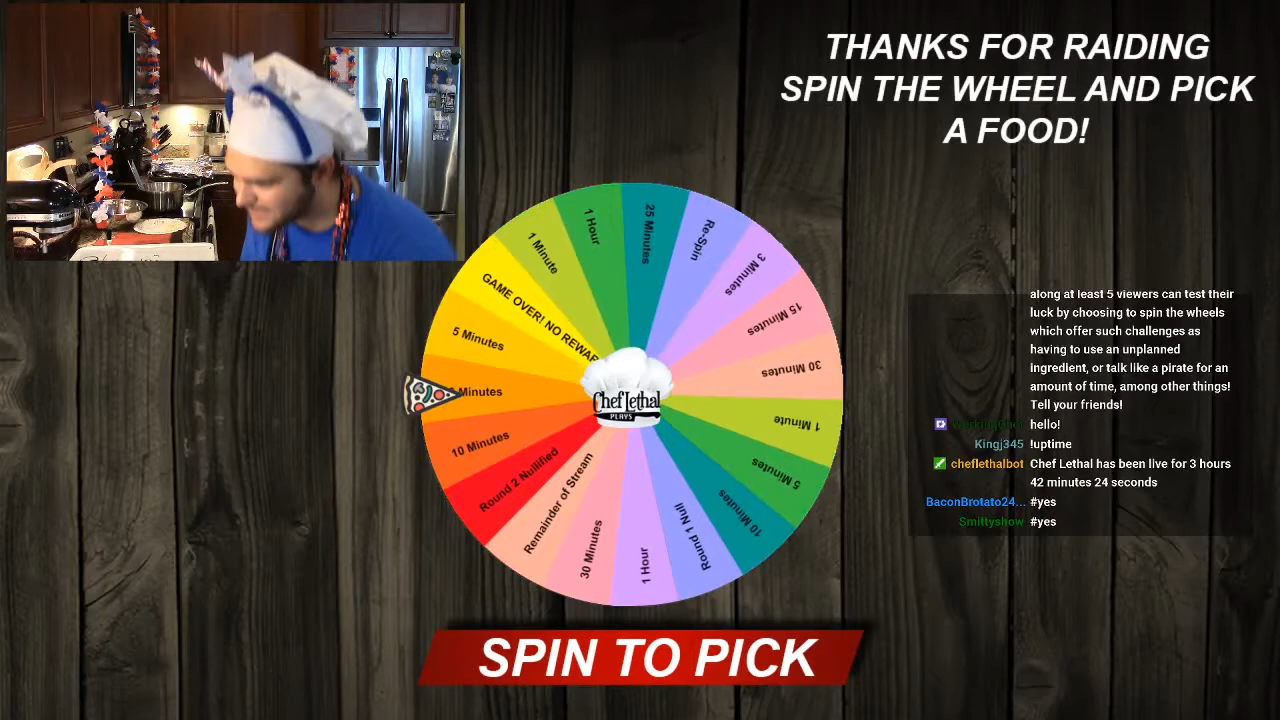 THANKS FOR RAIDING
SPIN THE WHEEL AND PICK
A FOOD!
25 Minutes
Re-Spin
3 Minutes
15 Minutes
30 Minutes
1 Minute
5 Minutes
10 Minutes
Round 1 Null
1 Hour
30 Minutes
Remainder of Stream
Round 2 Nullified
10 Minutes
Minutes
5 Minutes
GAME OVER! NO REWAR
1 Minute
1 Hour
Chef Lethal
PLAYS
along at least 5 viewers can test their
luck by choosing to spin the wheels
which offer such challenges as
having to use an unplanned
ingredient, or talk like a pirate for an
amount of time, among other things!
Tell your friends!
hello!
Kingj345 !uptime
cheflethalbot Chef Lethal has been live for 3 hours
42 minutes 24 seconds
BaconBrotato24... #yes
Smittyshow #yes
SPIN TO PICK